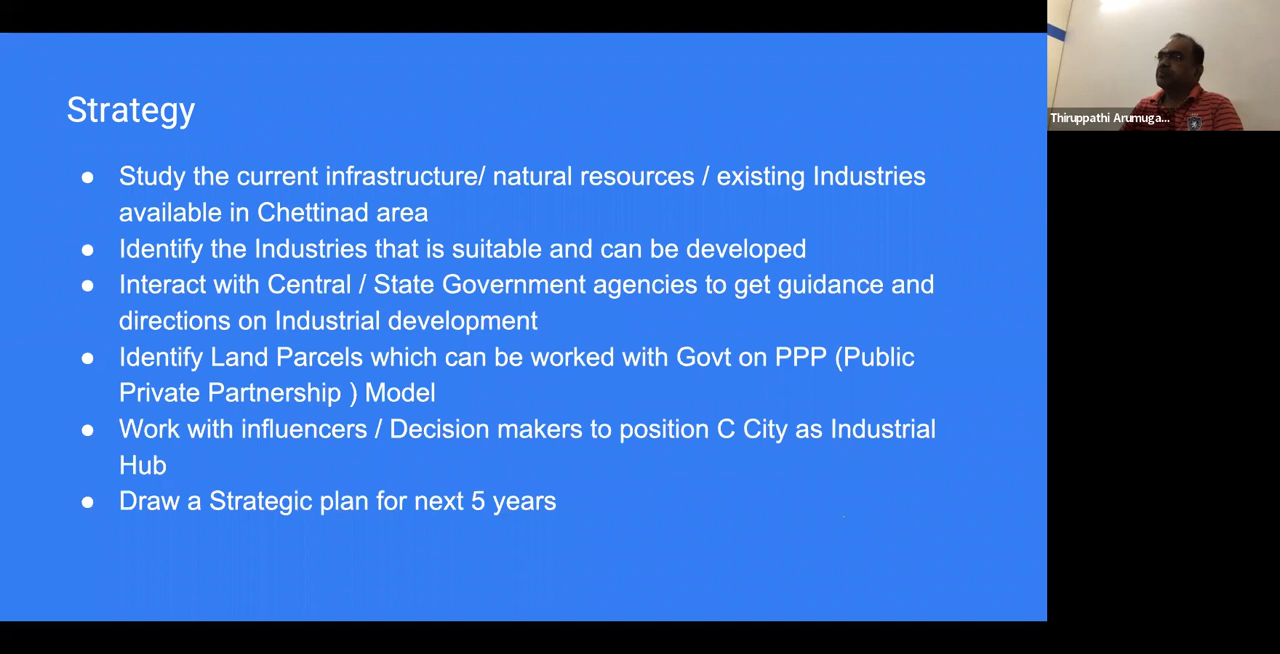 Strategy
● Study the current infrastructure/ natural resources / existing Industries
available in Chettinad area
● Identify the Industries that is suitable and can be developed
● Interact with Central / State Government agencies to get guidance and
directions on Industrial development
● Identify Land Parcels which can be worked with Govt on PPP (Public
Private Partnership ) Model
● Work with influencers / Decision makers to position C City as Industrial
Hub
● Draw a Strategic plan for next 5 years
Thiruppathi Arumuga...